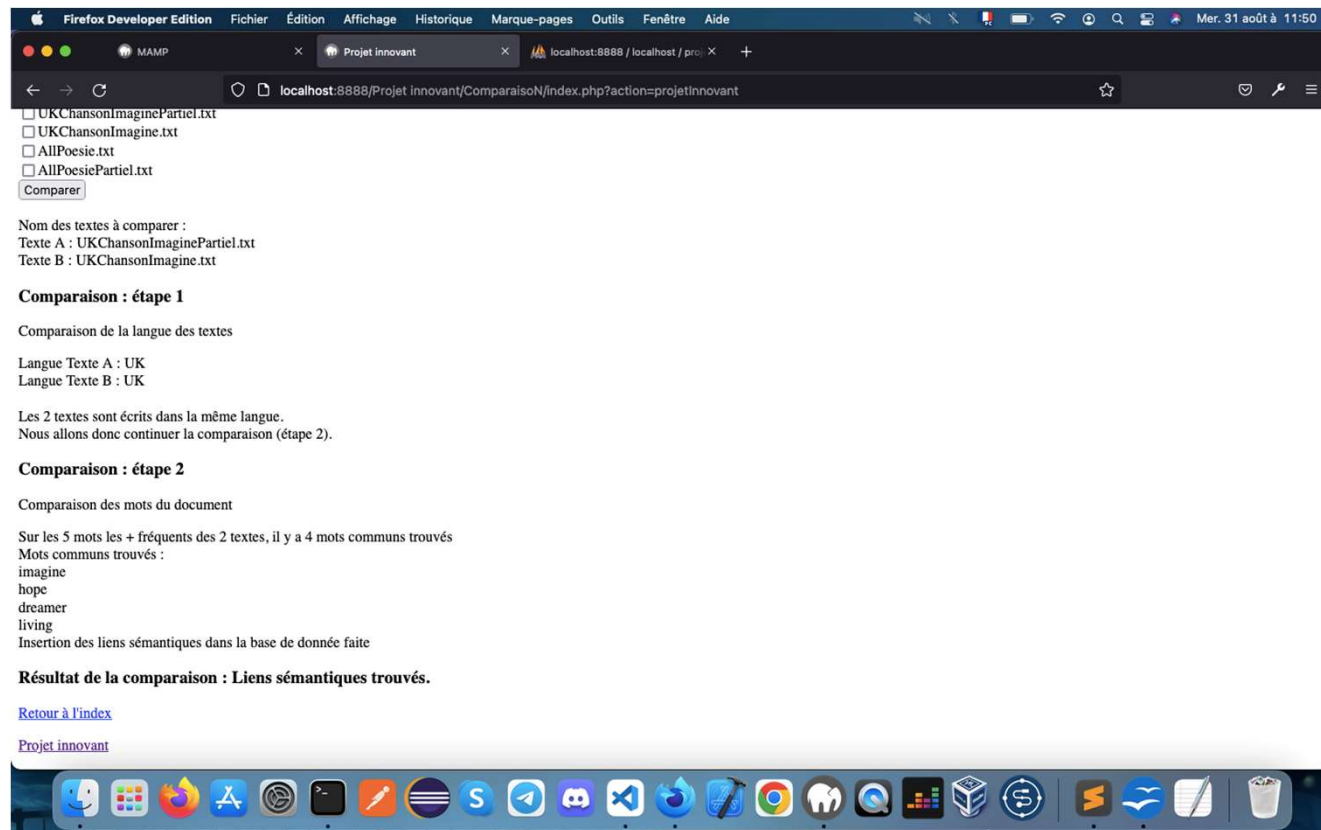 Firefox Developer Edition Fichier Édition Affichage Historique Marque-pages Outils Fenêtre Aide Mer. 31 août à 11:50
MAMP Projet innovant localhost:8888 / localhost / proj
localhost:8888/Projet innovant/ComparaisoN/index.php?action=projetInnovant
UKChansonImaginePartiel.txt
UKChansonImagine.txt
AllPoesie.txt
AllPoesiePartiel.txt
Comparer
Nom des textes à comparer :
Texte A : UKChansonImaginePartiel.txt
Texte B : UKChansonImagine.txt
Comparaison : étape 1
Comparaison de la langue des textes
Langue Texte A : UK
Langue Texte B : UK
Les 2 textes sont écrits dans la même langue.
Nous allons donc continuer la comparaison (étape 2).
Comparaison : étape 2
Comparaison des mots du document
Sur les 5 mots les + fréquents des 2 textes, il y a 4 mots communs trouvés
Mots communs trouvés :
imagine
hope
dreamer
living
Insertion des liens sémantiques dans la base de donnée faite
Résultat de la comparaison : Liens sémantiques trouvés.
Retour à l'index
Projet innovant